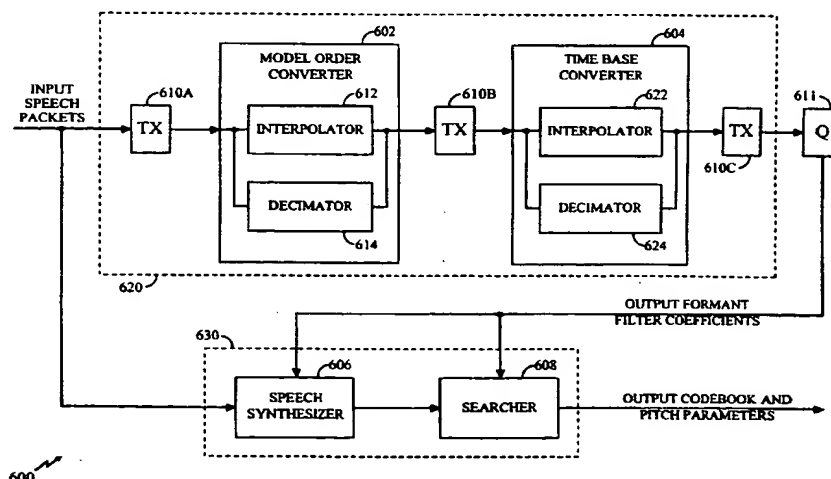 602
604
MODEL ORDER
CONVERTER
TIME BASE
CONVERTER
INPUT
SPEECH
PACKETS
610A
612
610B
622
611
TX
INTERPOLATOR
TX
INTERPOLATOR
TX
Q
610C
DECIMATOR
DECIMATOR
614
624
620
OUTPUT FORMANT
FILTER COEFFICIENTS
630
606
608
SPEECH
SYNTHESIZER
SEARCHER
OUTPUT CODEBOOK AND
PITCH PARAMETERS
600